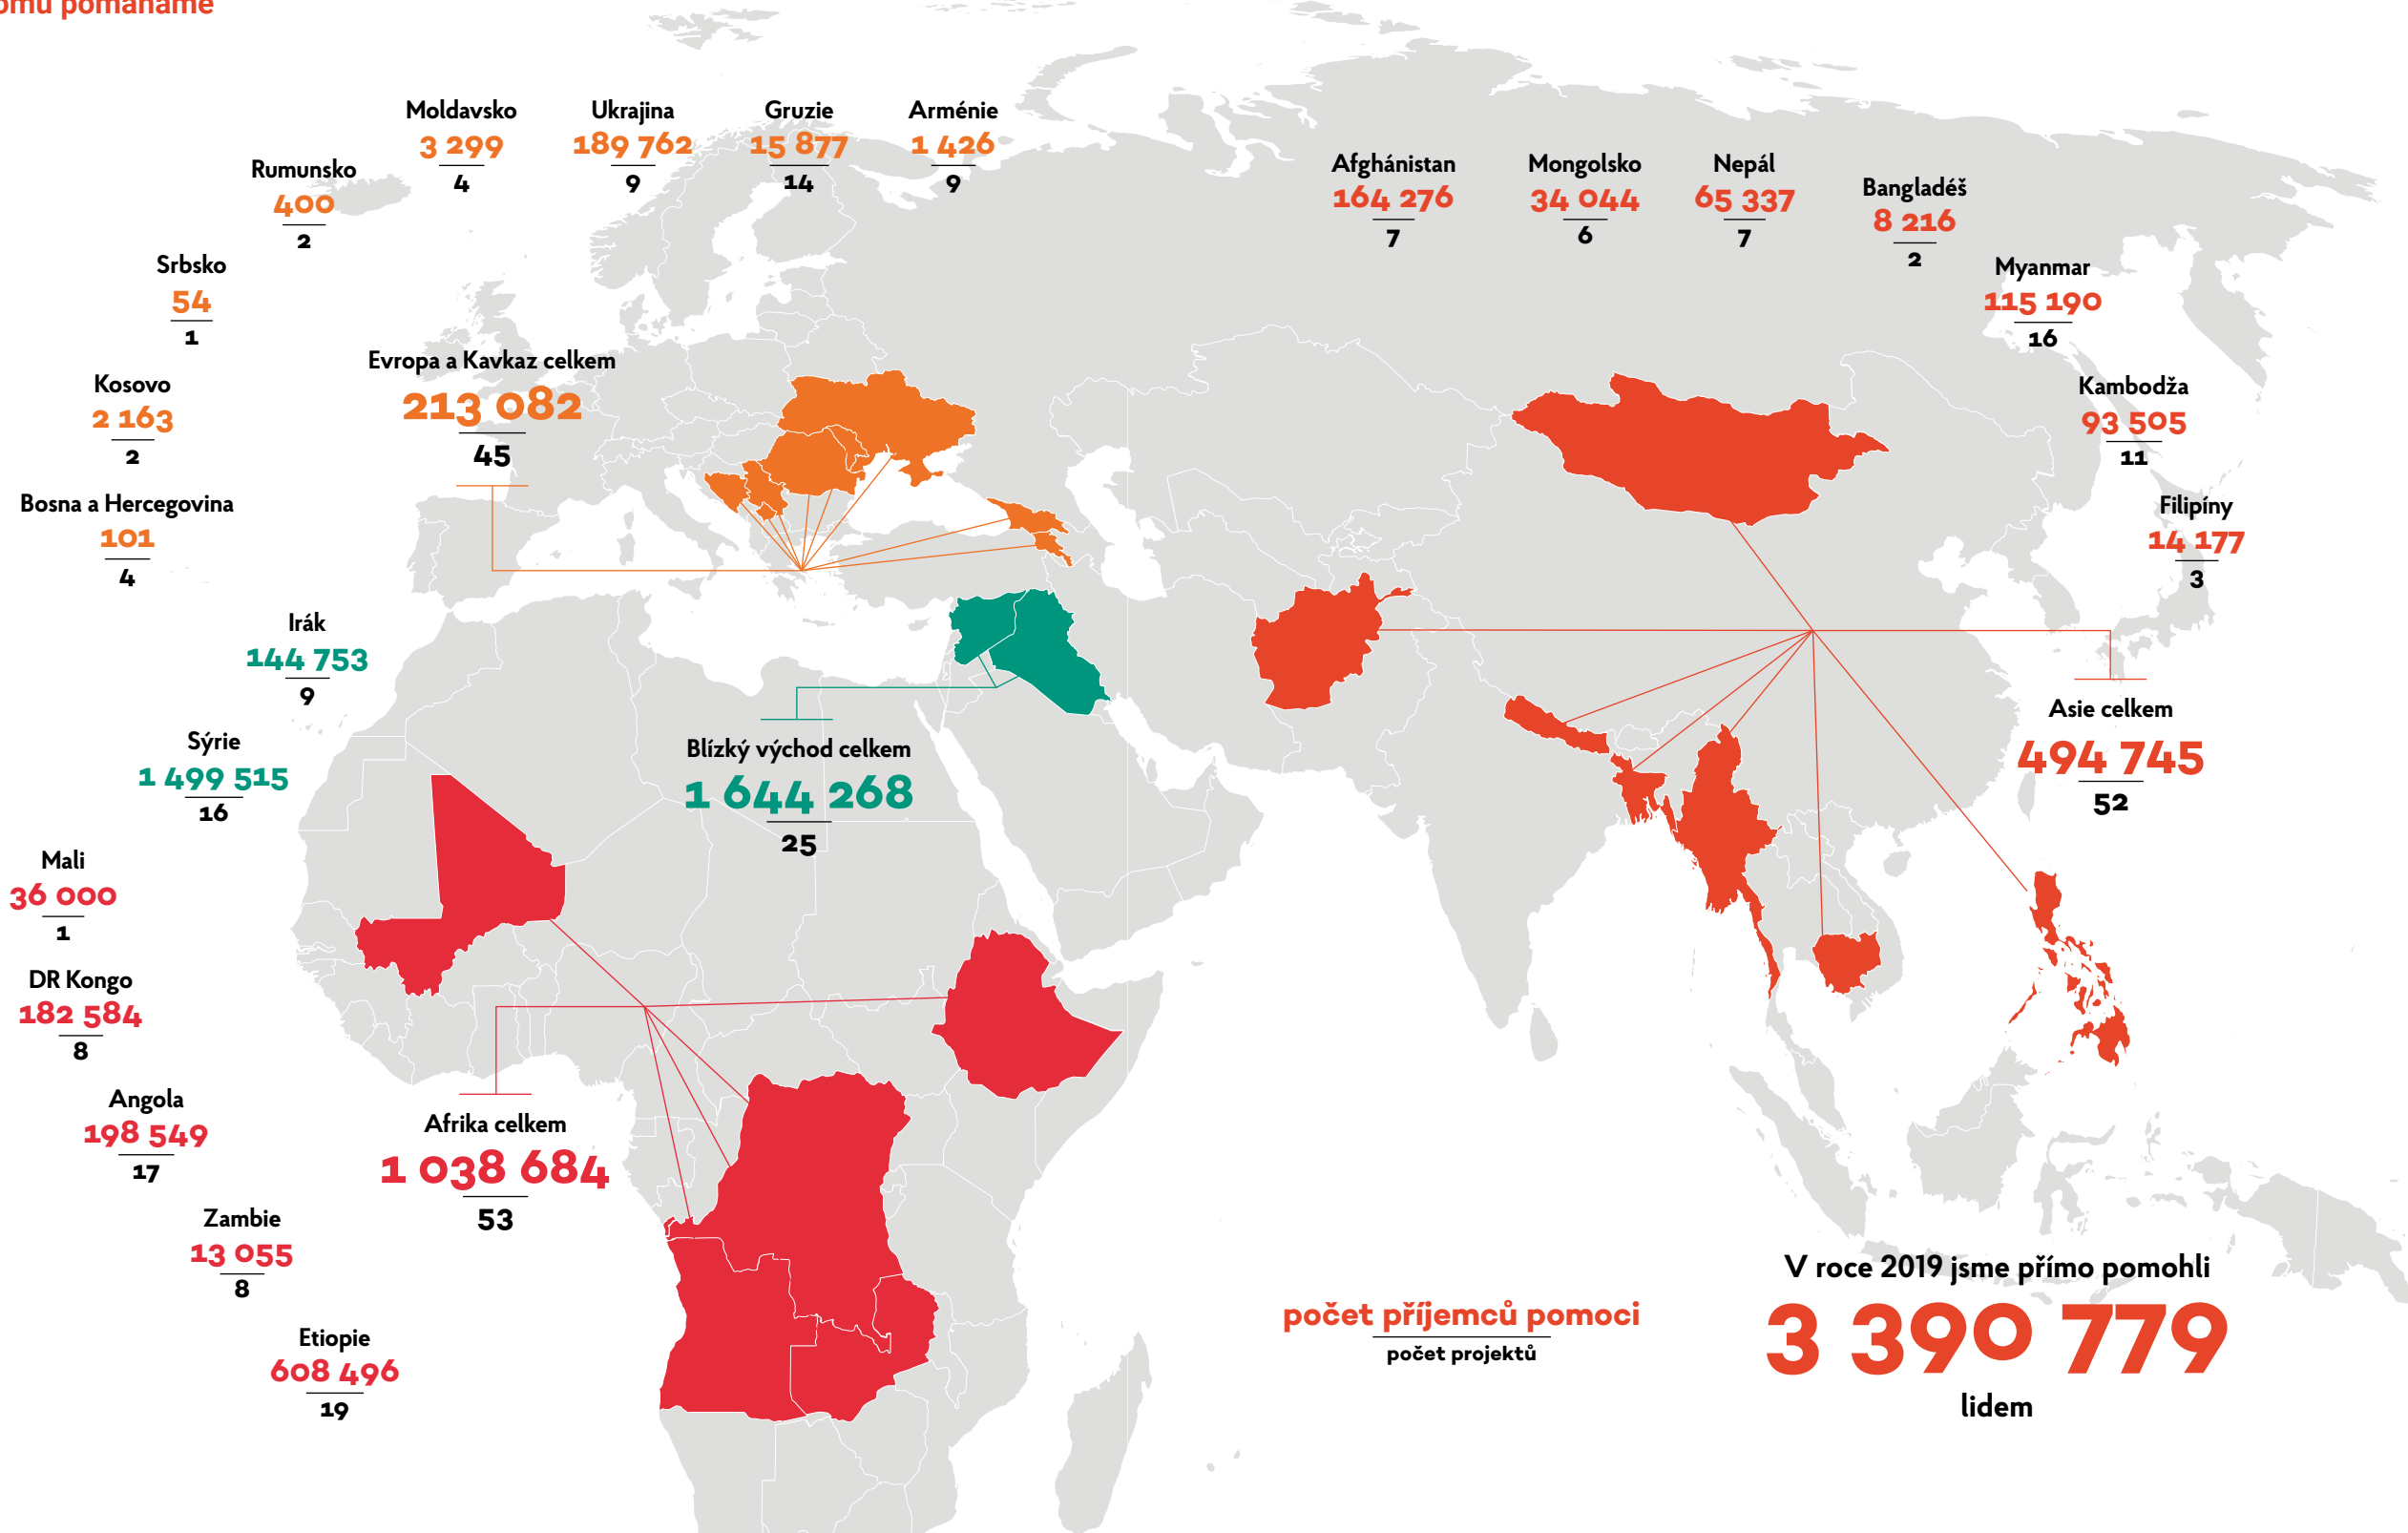 pomáháme
Moldavsko
3 299
4
Ukrajina
189 762
9
Gruzie
15 877
14
Arménie
1 426
9
Rumunsko
400
2
Srbsko
54
1
Kosovo
2 163
2
Bosna a Hercegovina
101
4
Evropa a Kavkaz celkem
213 082
45
Afghánistan
164 276
7
Mongolsko
34 044
6
Nepál
65 337
7
Bangladéš
8 216
2
Myanmar
115 190
16
Kambodža
93 505
11
Filipíny
14 177
3
Asie celkem
494 745
52
Irák
144 753
9
Sýrie
1 499 515
16
Blízký východ celkem
1 644 268
25
Mali
36 000
1
DR Kongo
182 584
8
Angola
198 549
17
Zambie
13 055
8
Etiopie
608 496
19
Afrika celkem
1 038 684
53
počet příjemců pomoci
počet projektů
V roce 2019 jsme přímo pomohli
3 390 779
lidem